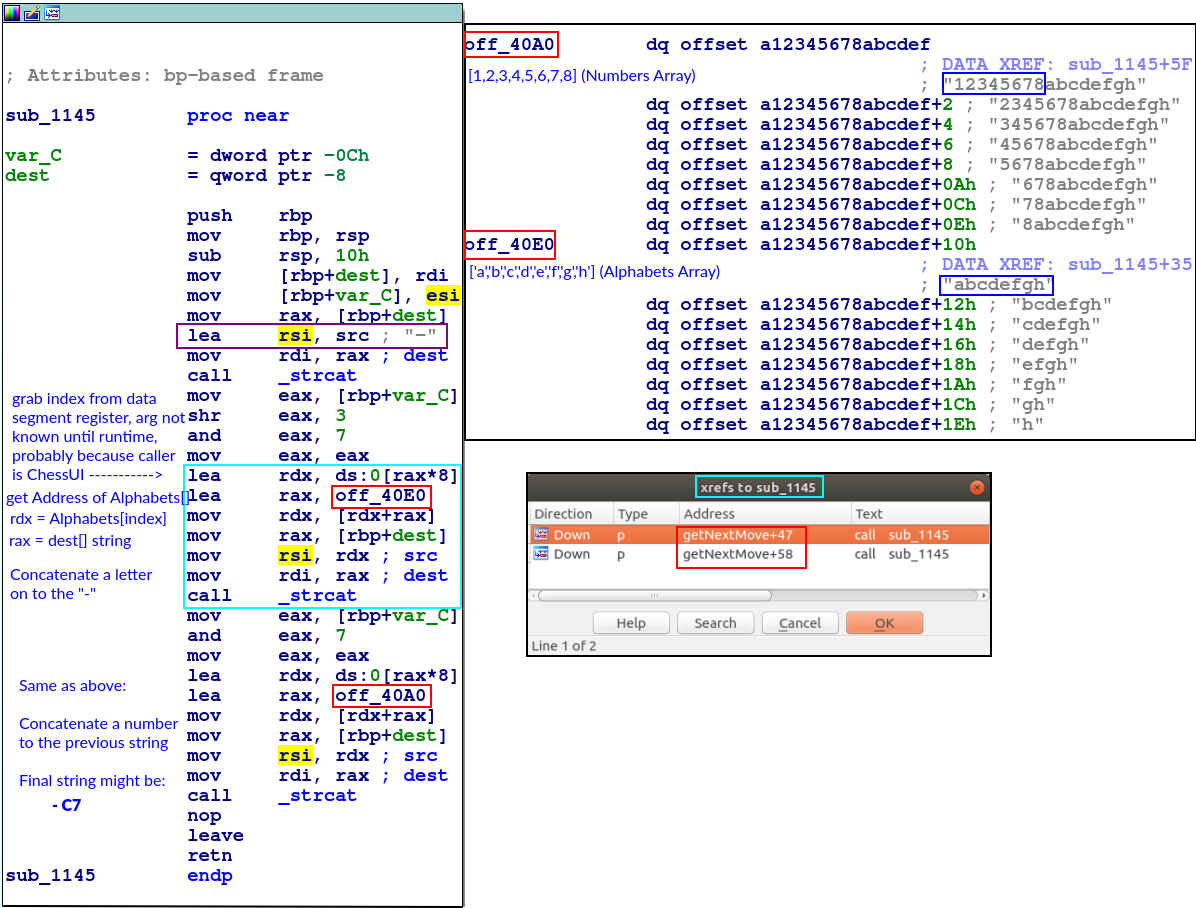 ; Attributes: bp-based frame
sub_1145 proc near
var_C = dword ptr -0Ch
dest = qword ptr -8
push rbp
mov rbp, rsp
sub rsp, 10h
mov [rbp+dest], rdi
mov [rbp+var_C], esi
mov rax, [rbp+dest]
lea rsi, src ; "-"
mov rdi, rax ; dest
call _strcat
mov eax, [rbp+var_C]
shr eax, 3
and eax, 7
mov eax, eax
lea rdx, ds:0[rax*8]
lea rax, off_40E0
mov rdx, [rdx+rax]
mov rax, [rbp+dest]
mov rsi, rdx ; src
mov rdi, rax ; dest
call _strcat
mov eax, [rbp+var_C]
and eax, 7
mov eax, eax
lea rdx, ds:0[rax*8]
lea rax, off_40A0
mov rdx, [rdx+rax]
mov rax, [rbp+dest]
mov rsi, rdx ; src
mov rdi, rax ; dest
call _strcat
nop
leave
retn
sub_1145 endp
grab index from data
segment register, arg not
known until runtime,
probably because caller
is ChessUI ----------->
get Address of Alphabets[]
rdx = Alphabets[index]
rax = dest[] string
Concatenate a letter
on to the "-"
Same as above:
Concatenate a number
to the previous string
Final string might be:
- C7
off_40A0 dq offset a12345678abcdef
; DATA XREF: sub_1145+5F
[1,2,3,4,5,6,7,8] (Numbers Array)
; "12345678abcdefgh"
dq offset a12345678abcdef+2 ; "2345678abcdefgh"
dq offset a12345678abcdef+4 ; "345678abcdefgh"
dq offset a12345678abcdef+6 ; "45678abcdefgh"
dq offset a12345678abcdef+8 ; "5678abcdefgh"
dq offset a12345678abcdef+0Ah ; "678abcdefgh"
dq offset a12345678abcdef+0Ch ; "78abcdefgh"
dq offset a12345678abcdef+0Eh ; "8abcdefgh"
off_40E0 dq offset a12345678abcdef+10h
; DATA XREF: sub_1145+35
['a','b','c','d','e','f','g','h'] (Alphabets Array)
; "abcdefgh"
dq offset a12345678abcdef+12h ; "bcdefgh"
dq offset a12345678abcdef+14h ; "cdefgh"
dq offset a12345678abcdef+16h ; "defgh"
dq offset a12345678abcdef+18h ; "efgh"
dq offset a12345678abcdef+1Ah ; "fgh"
dq offset a12345678abcdef+1Ch ; "gh"
dq offset a12345678abcdef+1Eh ; "h"
xrefs to sub_1145
Direction Type Address Text
Down p getNextMove+47 call sub_1145
Down p getNextMove+58 call sub_1145
Help Search Cancel OK
Line 1 of 2